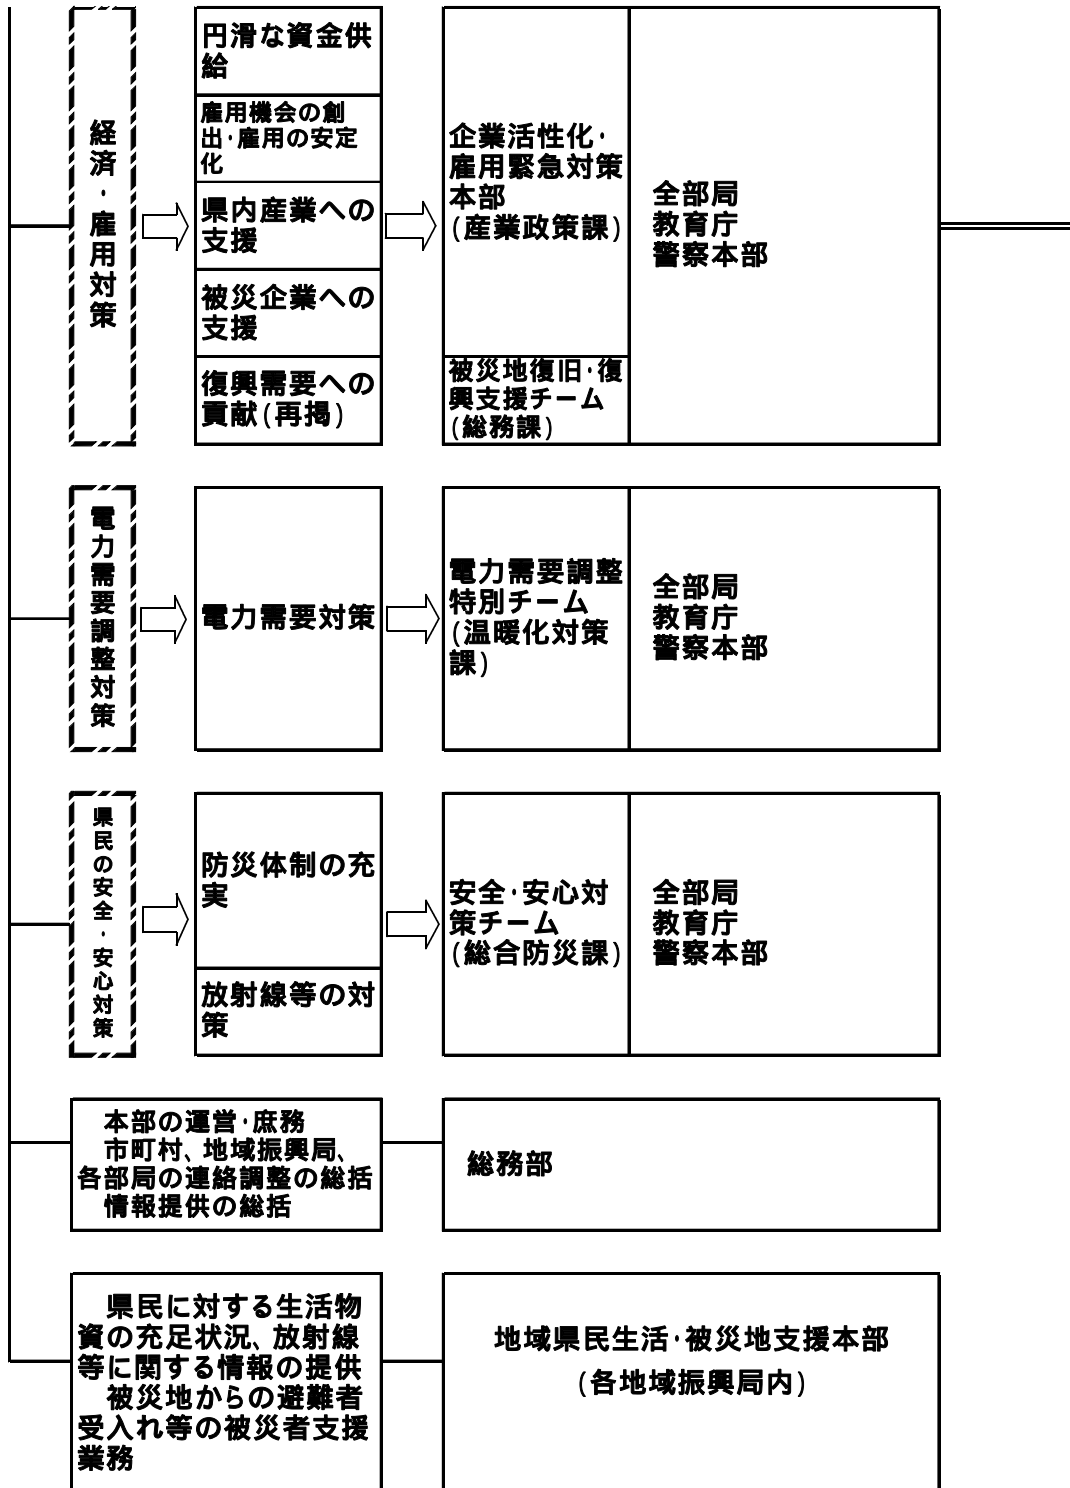 経済・雇用対策
円滑な資金供
給
雇用機会の創
出・雇用の安定
化
県内産業への
支援
被災企業への
支援
復興需要への
貢献(再掲)
企業活性化・
雇用緊急対策
本部
(産業政策課)
被災地復旧・復
興支援チーム
(総務課)
全部局
教育庁
警察本部
電力需要調整対策
電力需要対策
電力需要調整
特別チーム
(温暖化対策
課)
全部局
教育庁
警察本部
県民の安全・安心対策
防災体制の充
実
放射線等の対
策
安全・安心対
策チーム
(総合防災課)
全部局
教育庁
警察本部
本部の運営・庶務
市町村、地域振興局、
各部局の連絡調整の総括
情報提供の総括
総務部
県民に対する生活物
資の充足状況、放射線
等に関する情報の提供
被災地からの避難者
受入れ等の被災者支援
業務
地域県民生活・被災地支援本部
(各地域振興局内)